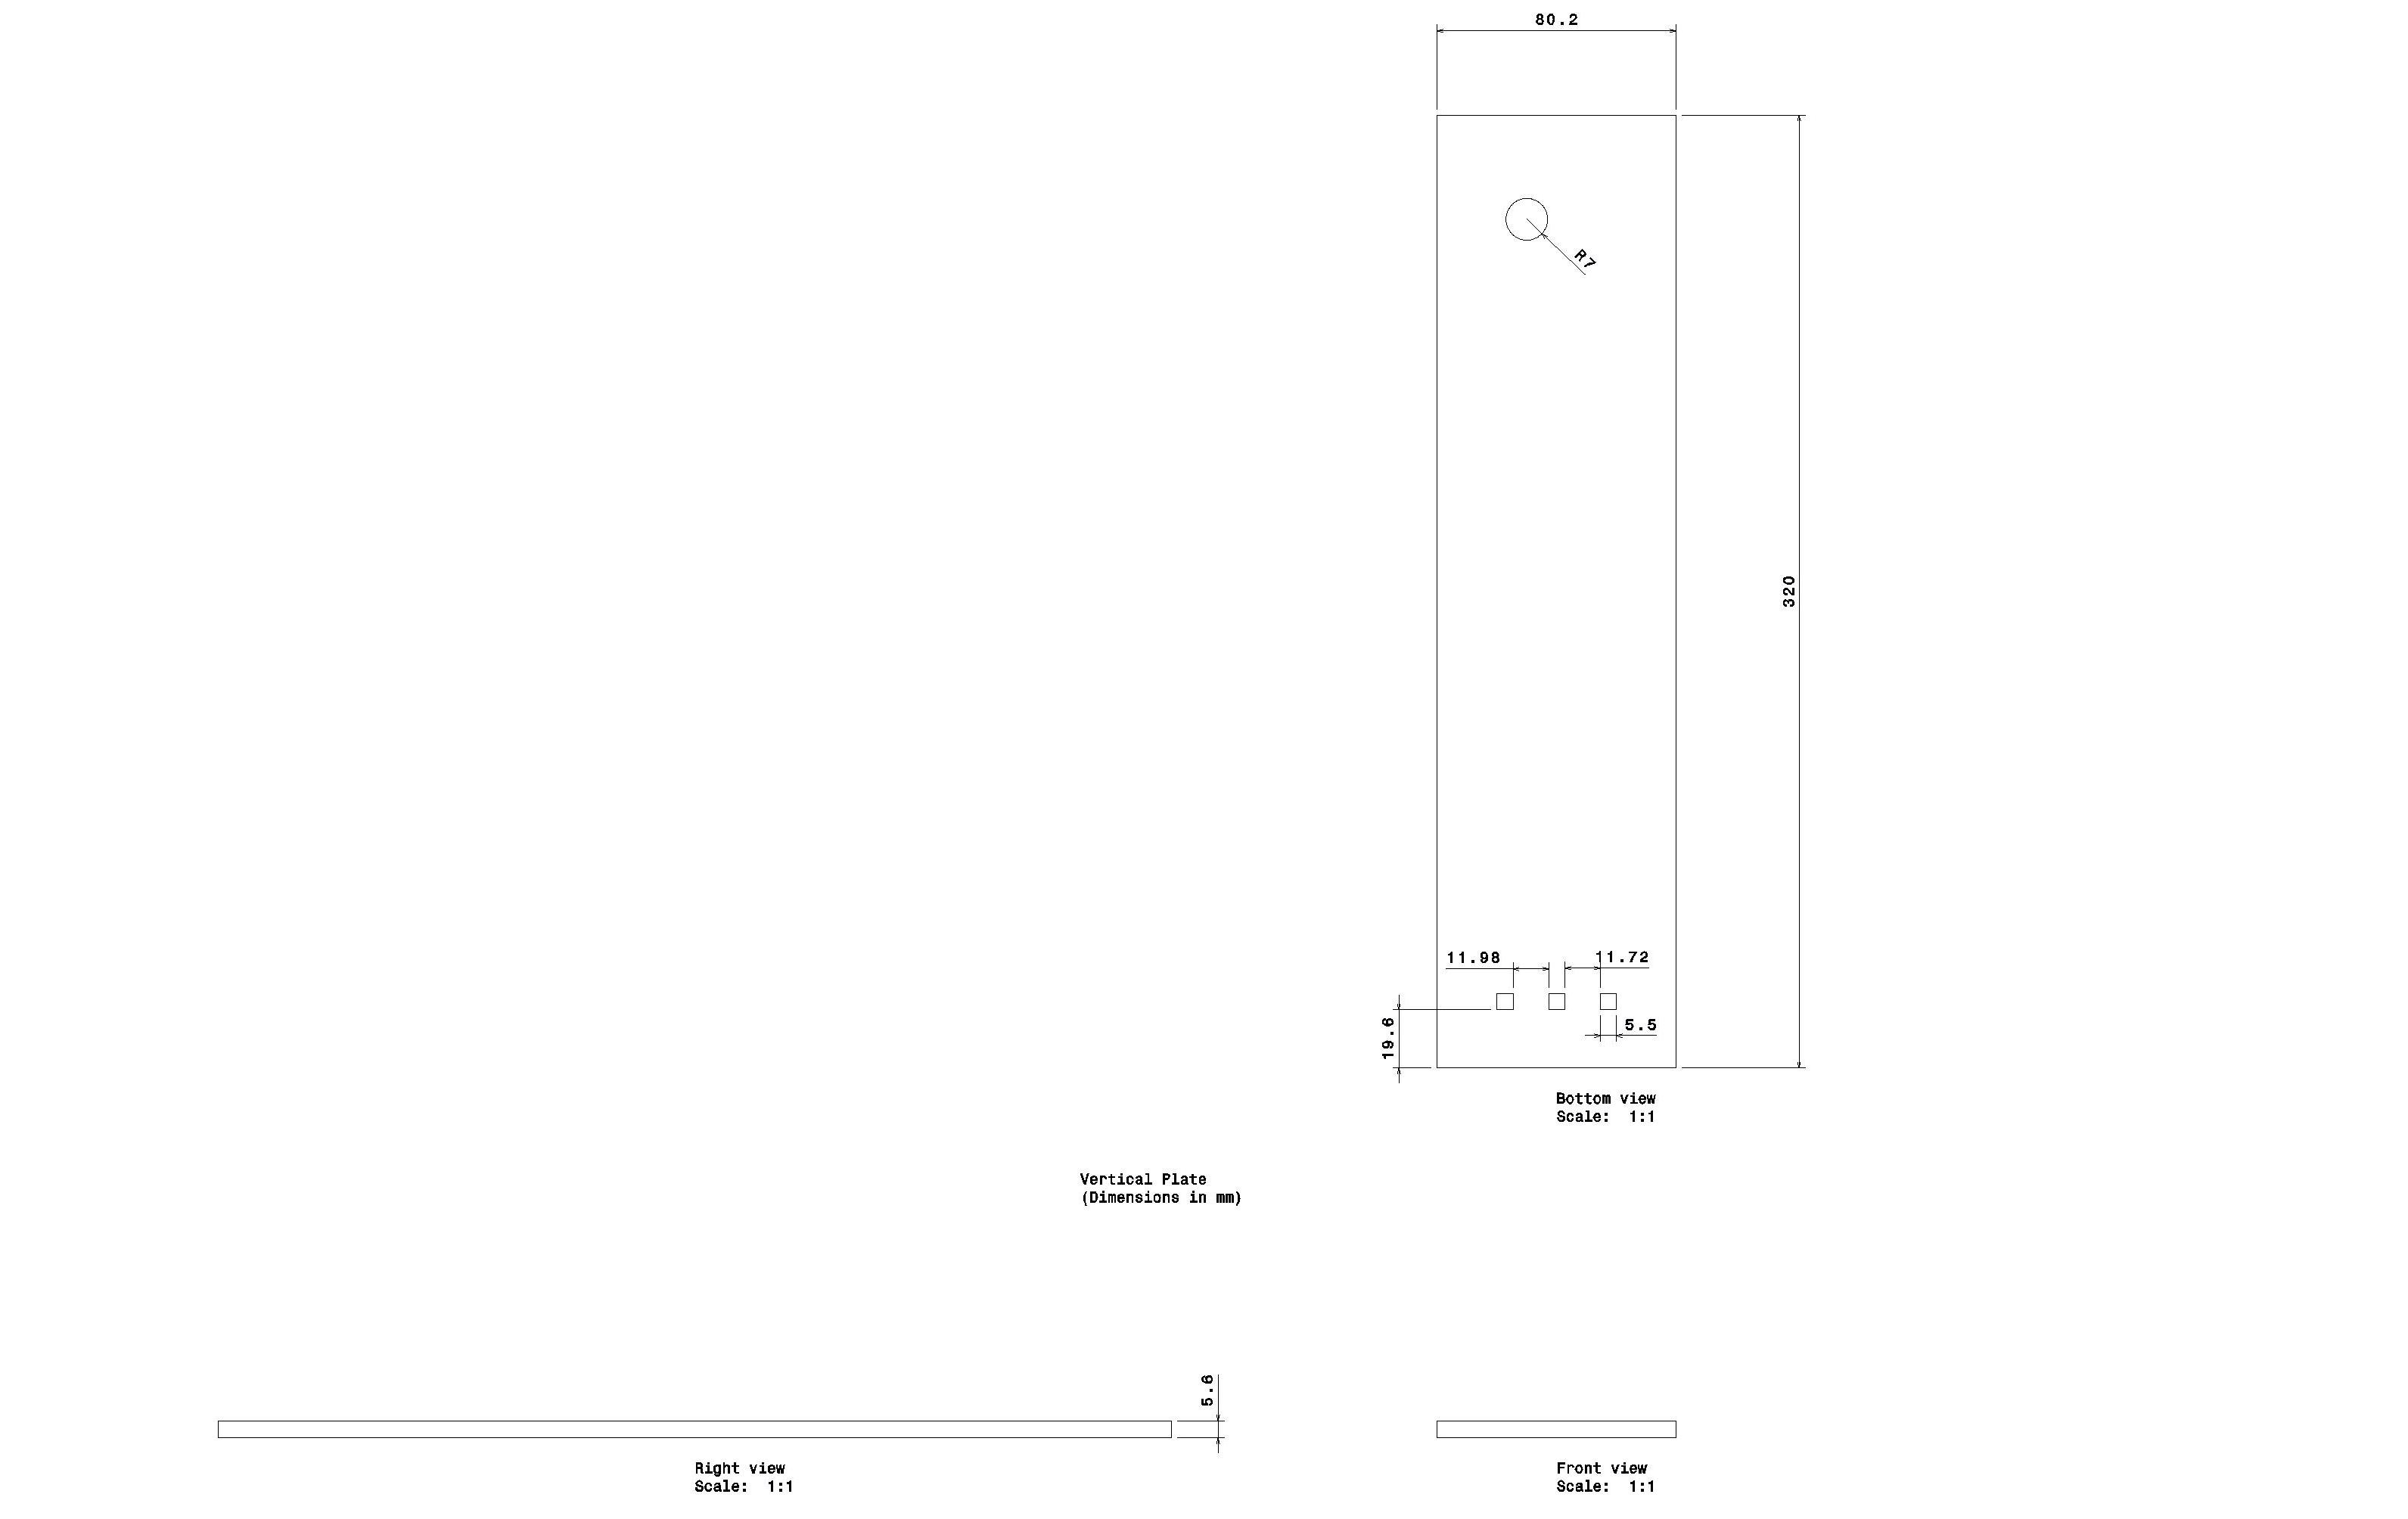 80.2
R7
320
11.98
11.72
19.6
5.5
Bottom view
Scale: 1:1
Vertical Plate
(Dimensions in mm)
5.6
Right view
Scale: 1:1
Front view
Scale: 1:1